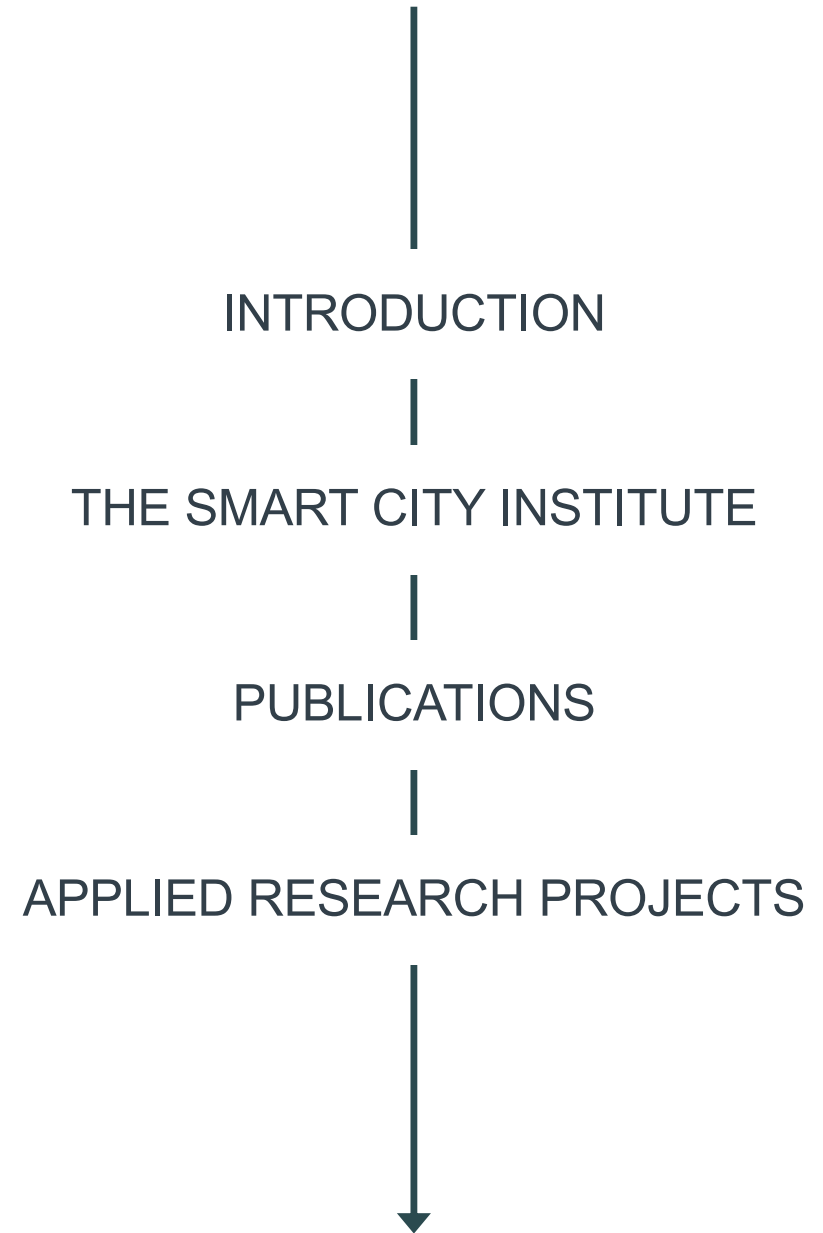 INTRODUCTION
THE SMART CITY INSTITUTE
PUBLICATIONS
APPLIED RESEARCH PROJECTS